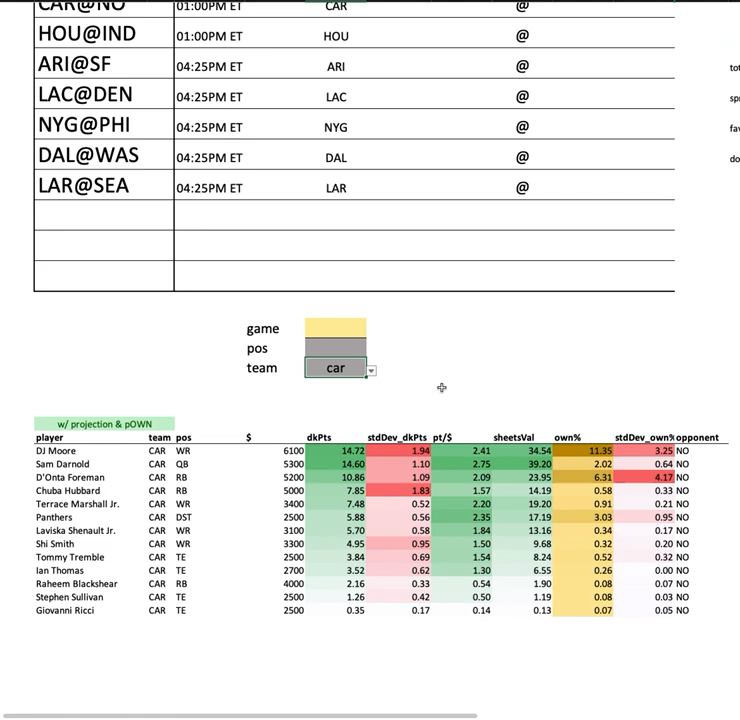 CAR@NO 01:00PM ET CAR @
HOU@IND 01:00PM ET HOU @
ARI@SF 04:25PM ET ARI @
LAC@DEN 04:25PM ET LAC @
NYG@PHI 04:25PM ET NYG @
DAL@WAS 04:25PM ET DAL @
LAR@SEA 04:25PM ET LAR @
game
pos
team car
w/ projection & pOWN
player team pos $ dkPts stdDev_dkPts pt/$ sheetsVal own% stdDev_own% opponent
DJ Moore CAR WR 6100 14.72 1.94 2.41 34.54 11.35 3.25 NO
Sam Darnold CAR QB 5300 14.60 1.10 2.75 39.20 2.02 0.64 NO
D'Onta Foreman CAR RB 5200 10.86 1.09 2.09 23.95 6.31 4.17 NO
Chuba Hubbard CAR RB 5000 7.85 1.83 1.57 14.19 0.58 0.33 NO
Terrace Marshall Jr. CAR WR 3400 7.48 0.52 2.20 19.20 0.91 0.21 NO
Panthers CAR DST 2500 5.88 0.56 2.35 17.19 3.03 0.95 NO
Laviska Shenault Jr. CAR WR 3100 5.70 0.58 1.84 13.16 0.34 0.17 NO
Shi Smith CAR WR 3300 4.95 0.95 1.50 9.68 0.32 0.20 NO
Tommy Tremble CAR TE 2500 3.84 0.69 1.54 8.24 0.52 0.32 NO
Ian Thomas CAR TE 2700 3.52 0.62 1.30 6.55 0.26 0.00 NO
Raheem Blackshear CAR RB 4000 2.16 0.33 0.54 1.90 0.08 0.07 NO
Stephen Sullivan CAR TE 2500 1.26 0.42 0.50 1.19 0.08 0.03 NO
Giovanni Ricci CAR TE 2500 0.35 0.17 0.14 0.13 0.07 0.05 NO